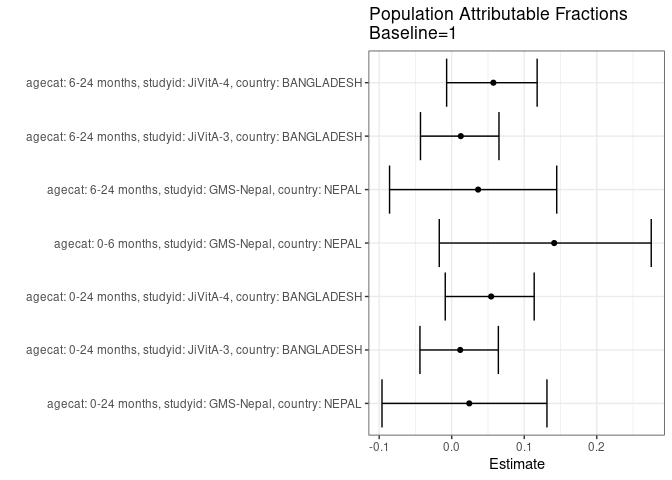 Population Attributable Fractions
Baseline=1
agecat: 6-24 months, studyid: JiVitA-4, country: BANGLADESH
agecat: 6-24 months, studyid: JiVitA-3, country: BANGLADESH
agecat: 6-24 months, studyid: GMS-Nepal, country: NEPAL
agecat: 0-6 months, studyid: GMS-Nepal, country: NEPAL
agecat: 0-24 months, studyid: JiVitA-4, country: BANGLADESH
agecat: 0-24 months, studyid: JiVitA-3, country: BANGLADESH
agecat: 0-24 months, studyid: GMS-Nepal, country: NEPAL
-0.1 0.0 0.1 0.2
Estimate